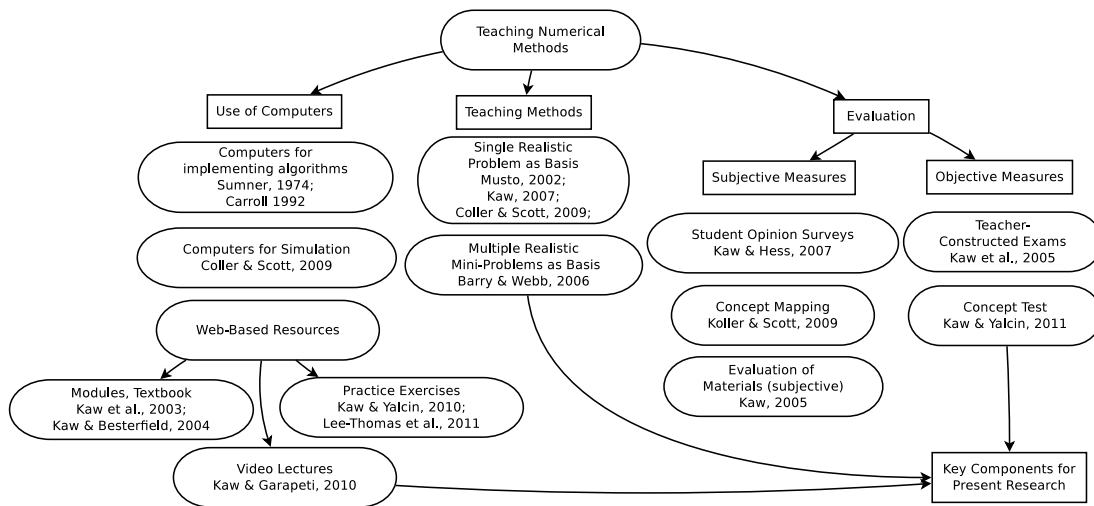 Teaching Numerical
Methods
Use of Computers
Teaching Methods
Evaluation
Computers for
implementing algorithms
Sumner, 1974;
Carroll 1992
Single Realistic
Problem as Basis
Musto, 2002;
Kaw, 2007;
Coller & Scott, 2009;
Subjective Measures
Objective Measures
Computers for Simulation
Coller & Scott, 2009
Multiple Realistic
Mini-Problems as Basis
Barry & Webb, 2006
Student Opinion Surveys
Kaw & Hess, 2007
Teacher-
Constructed Exams
Kaw et al., 2005
Web-Based Resources
Concept Mapping
Koller & Scott, 2009
Concept Test
Kaw & Yalcin, 2011
Modules, Textbook
Kaw et al., 2003;
Kaw & Besterfield, 2004
Practice Exercises
Kaw & Yalcin, 2010;
Lee-Thomas et al., 2011
Evaluation of
Materials (subjective)
Kaw, 2005
Video Lectures
Kaw & Garapeti, 2010
Key Components for
Present Research